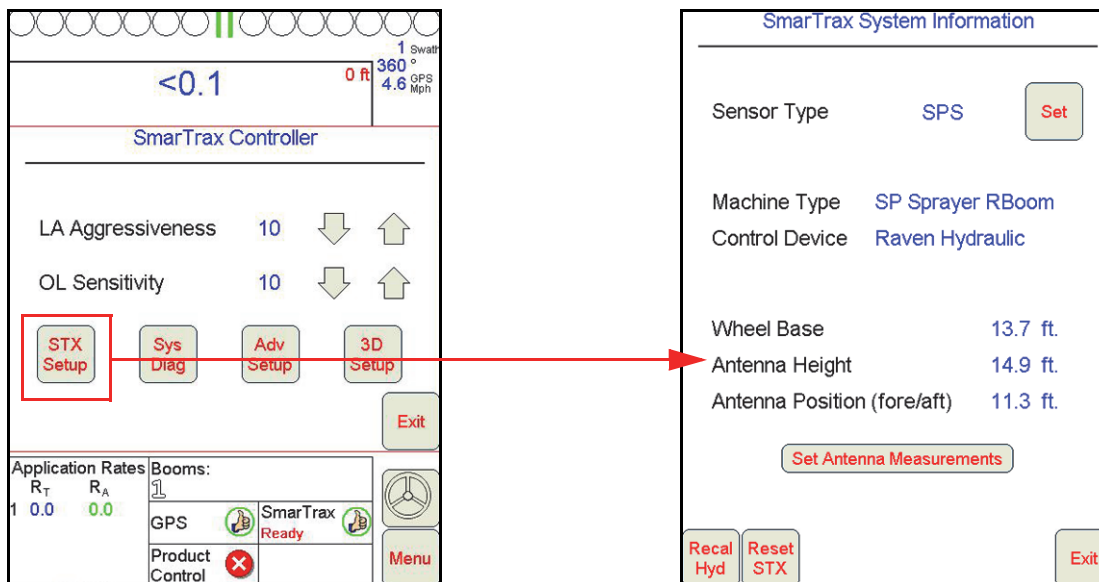 1 Swath
360 °
<0.1
0 ft
4.6 GPS Mph
SmarTrax Controller
LA Aggressiveness 10
OL Sensitivity 10
STX Setup
Sys Diag
Adv Setup
3D Setup
Exit
Application Rates
RT RA
1 0.0 0.0
Booms:
1
GPS
SmarTrax
Ready
Product Control
Menu
SmarTrax System Information
Sensor Type SPS
Set
Machine Type SP Sprayer RBoom
Control Device Raven Hydraulic
Wheel Base 13.7 ft.
Antenna Height 14.9 ft.
Antenna Position (fore/aft) 11.3 ft.
Set Antenna Measurements
Recal Hyd
Reset STX
Exit